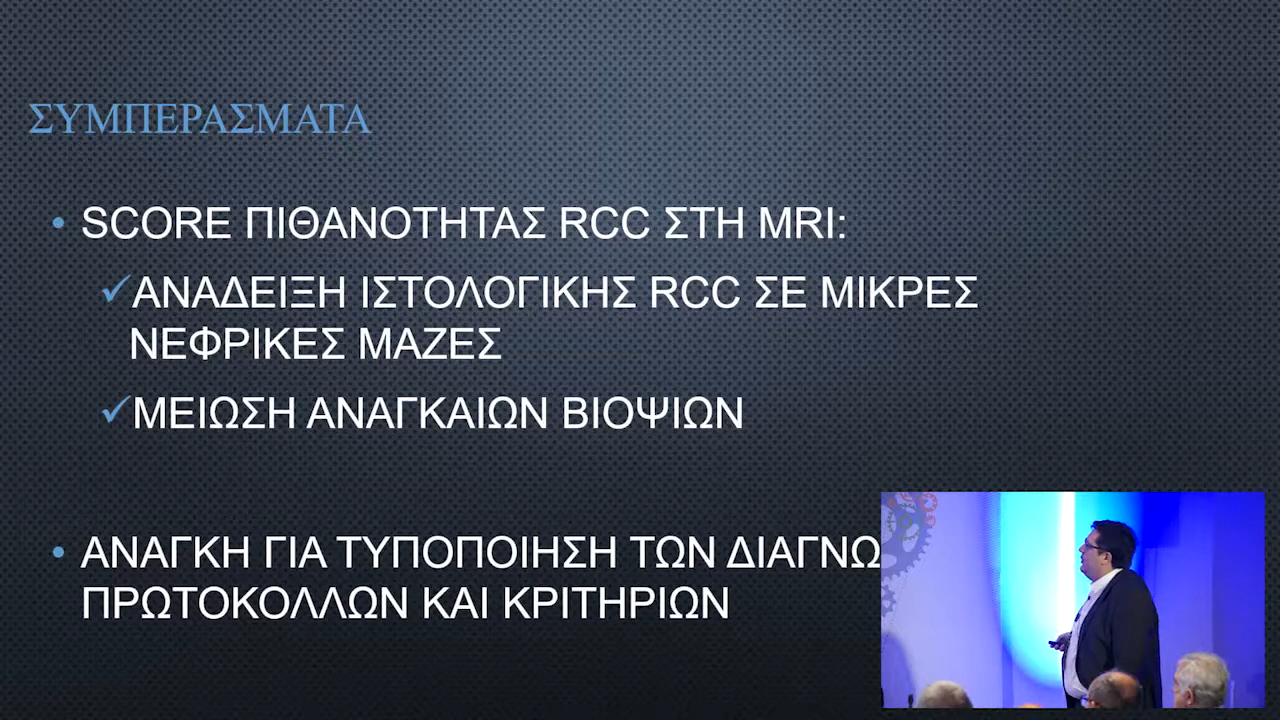 ΣΥΜΠΕΡΑΣΜΑΤΑ
• SCORE ΠΙΘΑΝΟΤΗΤΑΣ RCC ΣΤΗ MRI:
✓ΑΝΑΔΕΙΞΗ ΙΣΤΟΛΟΓΙΚΗΣ RCC ΣΕ ΜΙΚΡΕΣ
ΝΕΦΡΙΚΕΣ ΜΑΖΕΣ
✓ΜΕΙΩΣΗ ΑΝΑΓΚΑΙΩΝ ΒΙΟΨΙΩΝ
• ΑΝΑΓΚΗ ΓΙΑ ΤΥΠΟΠΟΙΗΣΗ ΤΩΝ
ΠΡΩΤΟΚΟΛΛΩΝ ΚΑΙ ΚΡΙΤΗΡΙΩΝ